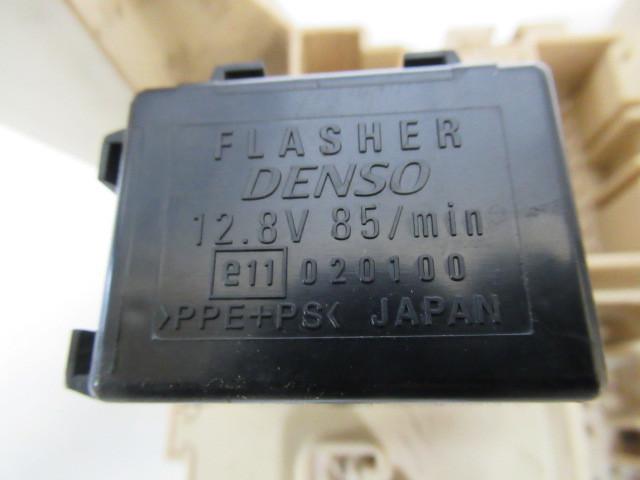 FLASHER
DENSO
12.8V 85/min
e11 020100
>PPE+PS< JAPAN